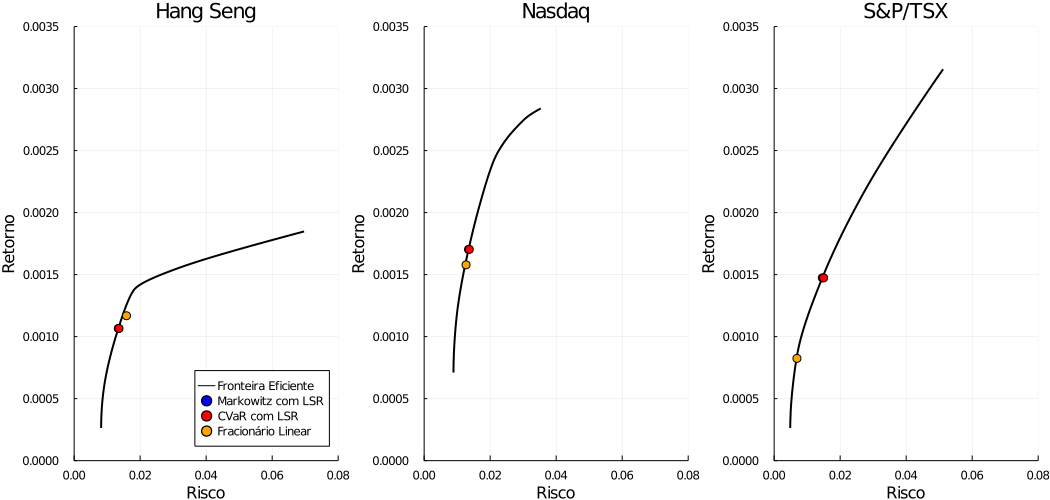 Hang Seng
0.0035
0.0030
0.0025
0.0020
0.0015
0.0010
0.0005
0.0000
Retorno
Fronteira Eficiente
Markowitz com LSR
CVaR com LSR
Fracionário Linear
0.00 0.02 0.04 0.06 0.08
Risco
Nasdaq
0.0035
0.0030
0.0025
0.0020
0.0015
0.0010
0.0005
0.0000
Retorno
0.00 0.02 0.04 0.06 0.08
Risco
S&P/TSX
0.0035
0.0030
0.0025
0.0020
0.0015
0.0010
0.0005
0.0000
Retorno
0.00 0.02 0.04 0.06 0.08
Risco